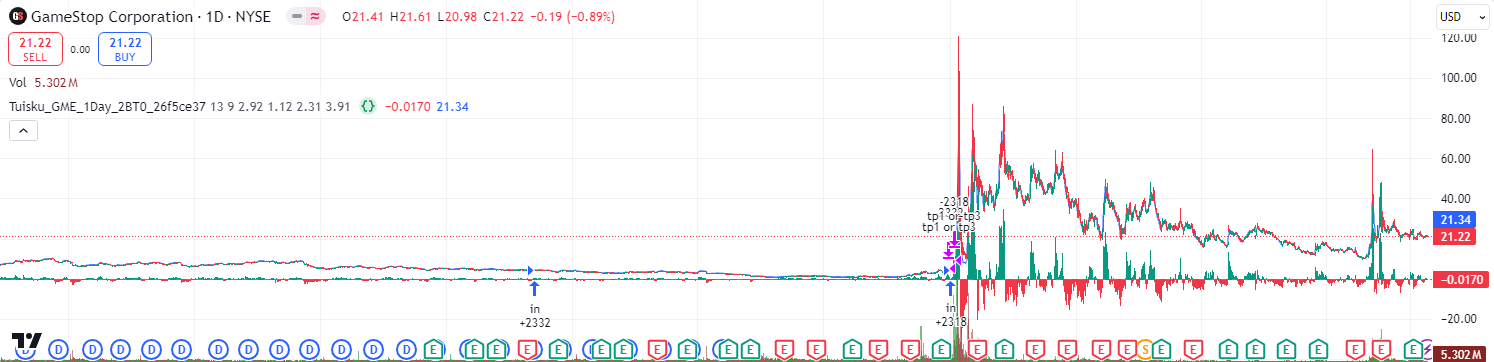 GameStop Corporation · 1D · NYSE O21.41 H21.61 L20.98 C21.22 −0.19 (−0.89%)
USD
21.22 SELL
0.00
21.22 BUY
Vol 5.302M
Tuisku_GME_1Day_2BT0_26f5ce37 13 9 2.92 1.12 2.31 3.91 {} −0.0170 21.34
120.00
100.00
80.00
60.00
40.00
21.34
21.22
−0.0170
−20.00
5.302M
-2318
tp1 or tp3
tp1 or tp3
in
+2332
in
+2318
D D D D D D D D D D D D E E E E E E E E E E E E E E E E E E E E E E S E E E E E E E E E